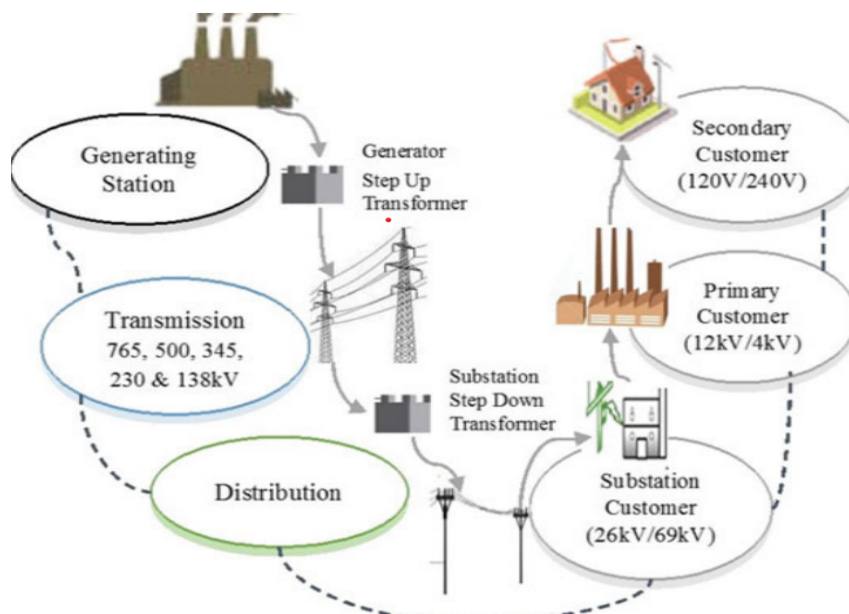 Generating
Station
Generator
Step Up
Transformer
Transmission
765, 500, 345,
230 & 138kV
Substation
Step Down
Transformer
Distribution
Substation
Customer
(26kV/69kV)
Primary
Customer
(12kV/4kV)
Secondary
Customer
(120V/240V)